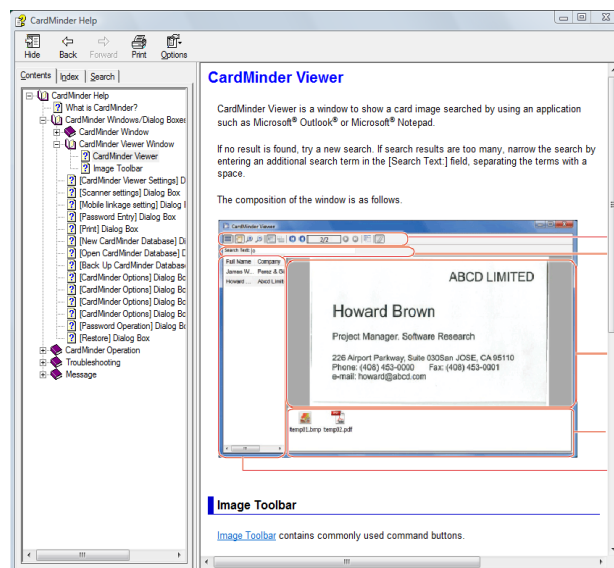 CardMinder Help
Hide Back Forward Print Options
Contents Index Search
CardMinder Help
What is CardMinder?
CardMinder Windows/Dialog Boxes
CardMinder Window
CardMinder Viewer Window
CardMinder Viewer
Image Toolbar
[CardMinder Viewer Settings] D
[Scanner settings] Dialog Box
[Mobile linkage setting] Dialog
[Password Entry] Dialog Box
[Print] Dialog Box
[New CardMinder Database] Di
[Open CardMinder Database] D
[Back Up CardMinder Databas
[CardMinder Options] Dialog Bc
[CardMinder Options] Dialog Bc
[CardMinder Options] Dialog Bc
[CardMinder Options] Dialog Bc
[Password Operation] Dialog Bc
[Restore] Dialog Box
CardMinder Operation
Troubleshooting
Message
CardMinder Viewer
CardMinder Viewer is a window to show a card image searched by using an application
such as Microsoft® Outlook® or Microsoft® Notepad.
If no result is found, try a new search. If search results are too many, narrow the search by
entering an additional search term in the [Search Text:] field, separating the terms with a
space.
The composition of the window is as follows.
CardMinder Viewer
2/2
Search Text: o
Full Name Company
James W... Perez & Gl
Howard ... Abcd Limit
ABCD LIMITED
Howard Brown
Project Manager. Software Research
226 Airport Parkway, Suite 030San JOSE, CA 95110
Phone: (408) 453-0000 Fax: (408) 453-0001
e-mail: howard@abcd.com
temp01.bmp temp02.pdf
Image Toolbar
Image Toolbar contains commonly used command buttons.